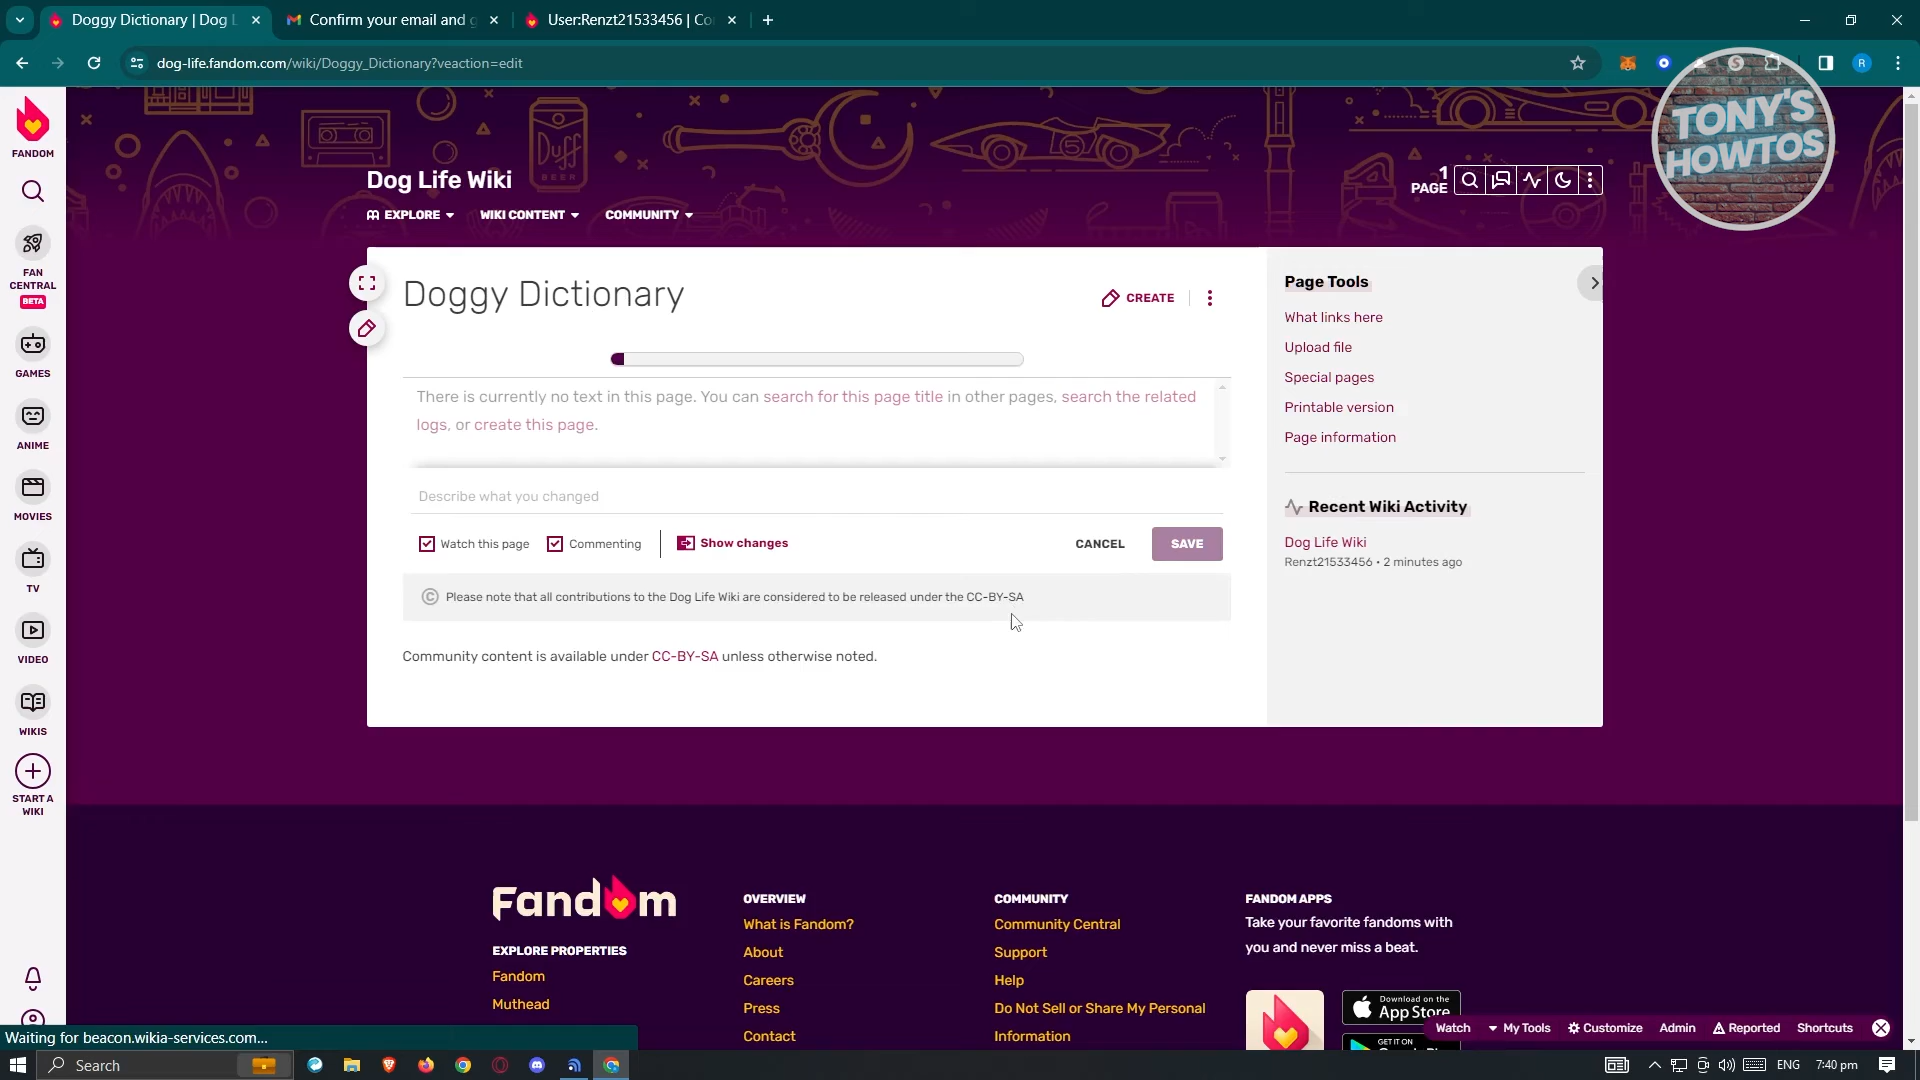 Doggy Dictionary | Dog L
Confirm your email and g
User:Renzt21533456 | Co
dog-life.fandom.com/wiki/Doggy_Dictionary?veaction=edit
R
TONY'S
HOWTOS
FANDOM
FAN
CENTRAL
BETA
GAMES
ANIME
MOVIES
TV
VIDEO
WIKIS
START A
WIKI
Duff
BEER
Dog Life Wiki
1
PAGE
EXPLORE
WIKI CONTENT
COMMUNITY
Doggy Dictionary
CREATE
There is currently no text in this page. You can search for this page title in other pages, search the related
logs, or create this page.
Describe what you changed
Watch this page
Commenting
Show changes
CANCEL
SAVE
Please note that all contributions to the Dog Life Wiki are considered to be released under the CC-BY-SA
Community content is available under CC-BY-SA unless otherwise noted.
Page Tools
What links here
Upload file
Special pages
Printable version
Page information
Recent Wiki Activity
Dog Life Wiki
Renzt21533456 • 2 minutes ago
Fandom
EXPLORE PROPERTIES
Fandom
Muthead
OVERVIEW
What is Fandom?
About
Careers
Press
Contact
COMMUNITY
Community Central
Support
Help
Do Not Sell or Share My Personal
Information
FANDOM APPS
Take your favorite fandoms with
you and never miss a beat.
Download on the
App Store
GET IT ON
Watch
My Tools
Customize
Admin
Reported
Shortcuts
Waiting for beacon.wikia-services.com...
Search
ENG
7:40 pm